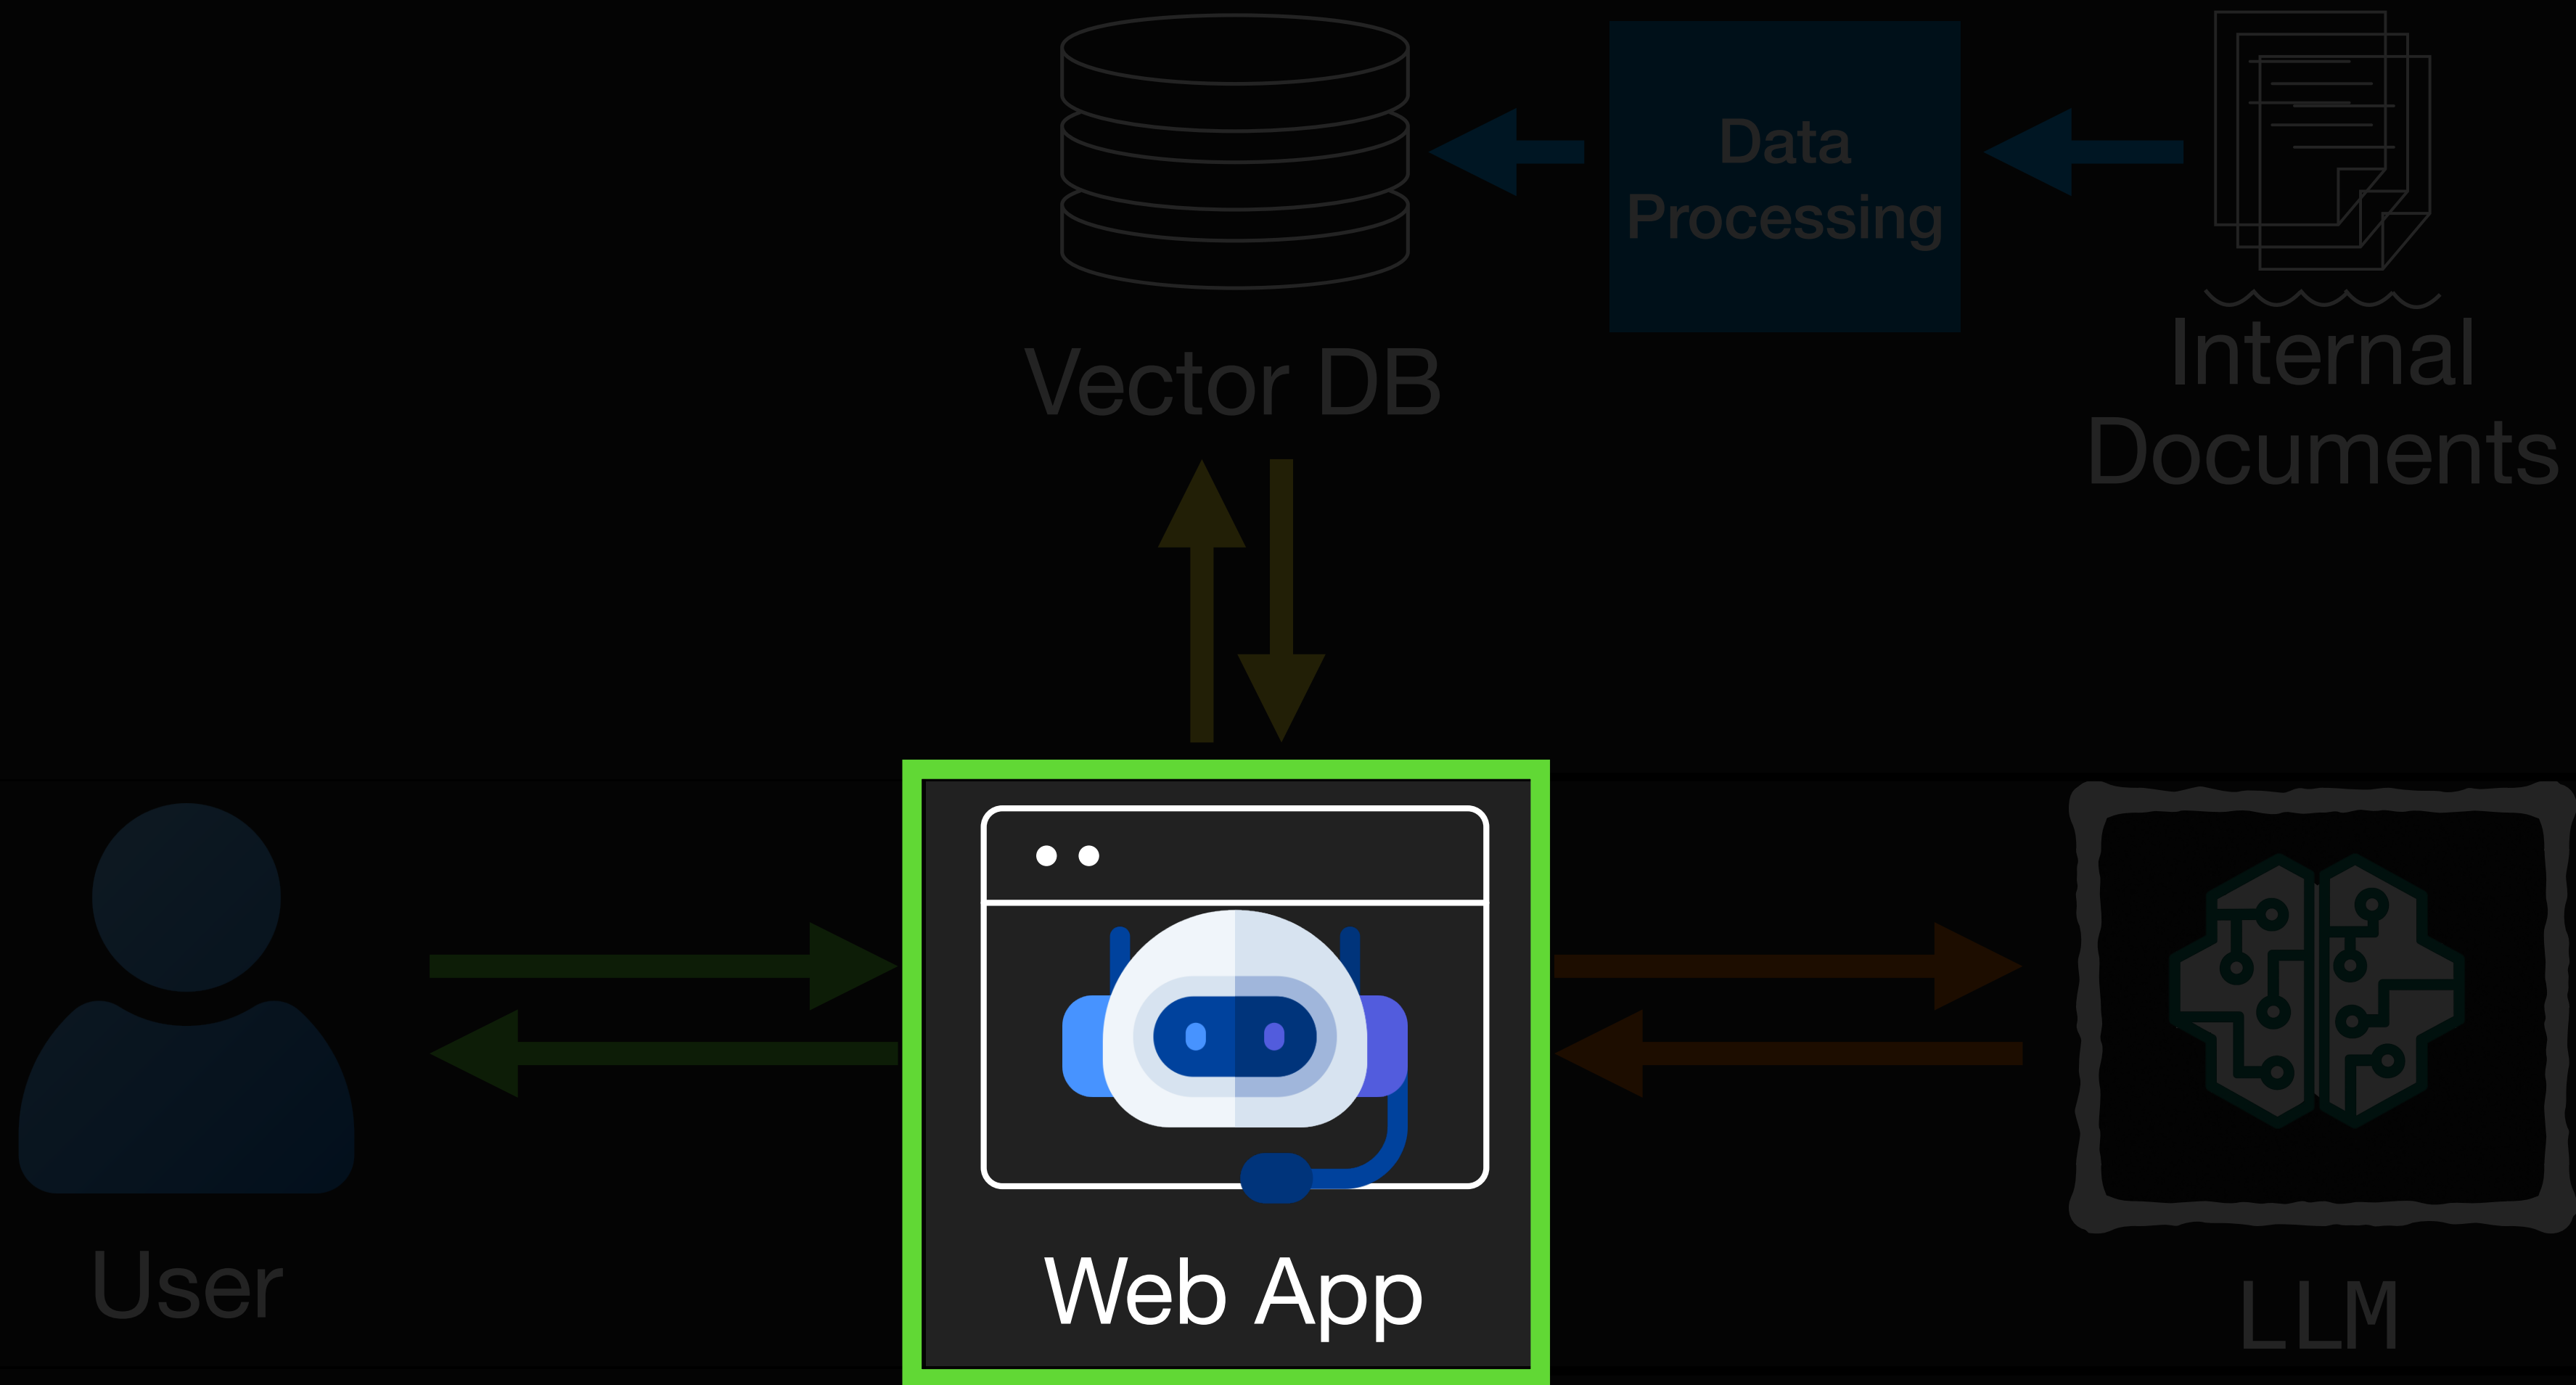 Data
Processing
Vector DB
Internal
Documents
User
Web App
LLM